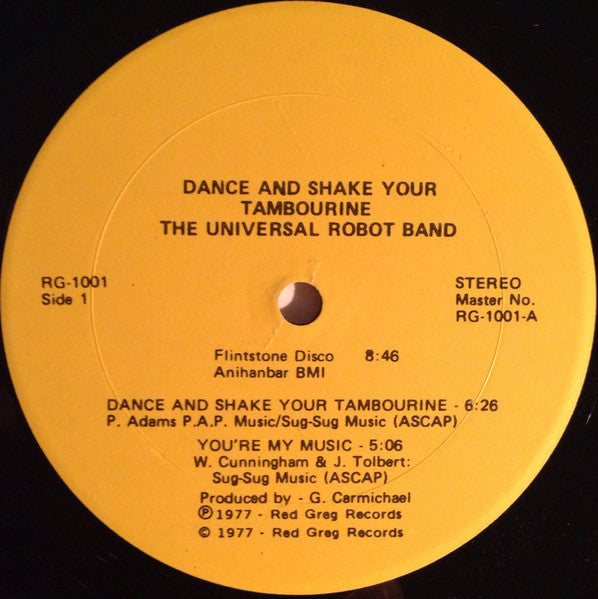 DANCE AND SHAKE YOUR
TAMBOURINE
THE UNIVERSAL ROBOT BAND
RG-1001
Side 1
STEREO
Master No.
RG-1001-A
Flintstone Disco 8:46
Anihanbar BMI
DANCE AND SHAKE YOUR TAMBOURINE - 6:26
P. Adams P.A.P. Music/Sug-Sug Music (ASCAP)
YOU'RE MY MUSIC - 5:06
W. Cunningham & J. Tolbert:
Sug-Sug Music (ASCAP)
Produced by - G. Carmichael
Ⓟ 1977 - Red Greg Records
© 1977 - Red Greg Records